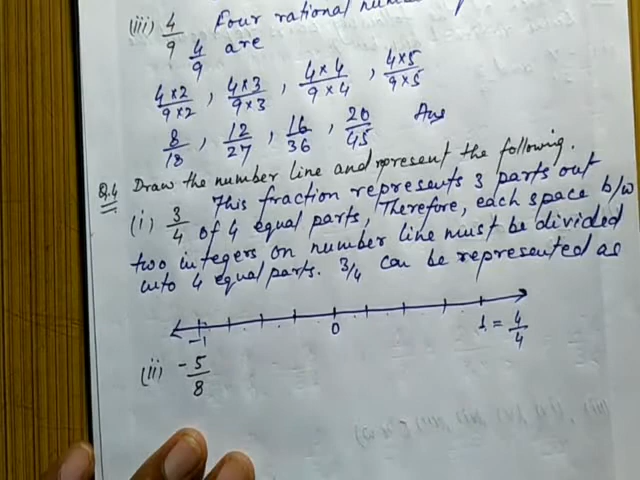 (iii) 4/9 Four rational num
4/9 are
4×2/9×2 , 4×3/9×3 , 4×4/9×4 , 4×5/9×5
8/18 , 12/27 , 16/36 , 20/45 Ans
Q.4 Draw the number line and represent the following.
(i) 3/4 This fraction represents 3 parts out
of 4 equal parts, Therefore, each space b/w
two integers on number line must be divided
into 4 equal parts. 3/4 can be represented as
-1 0 1 = 4/4
(ii) -5/8